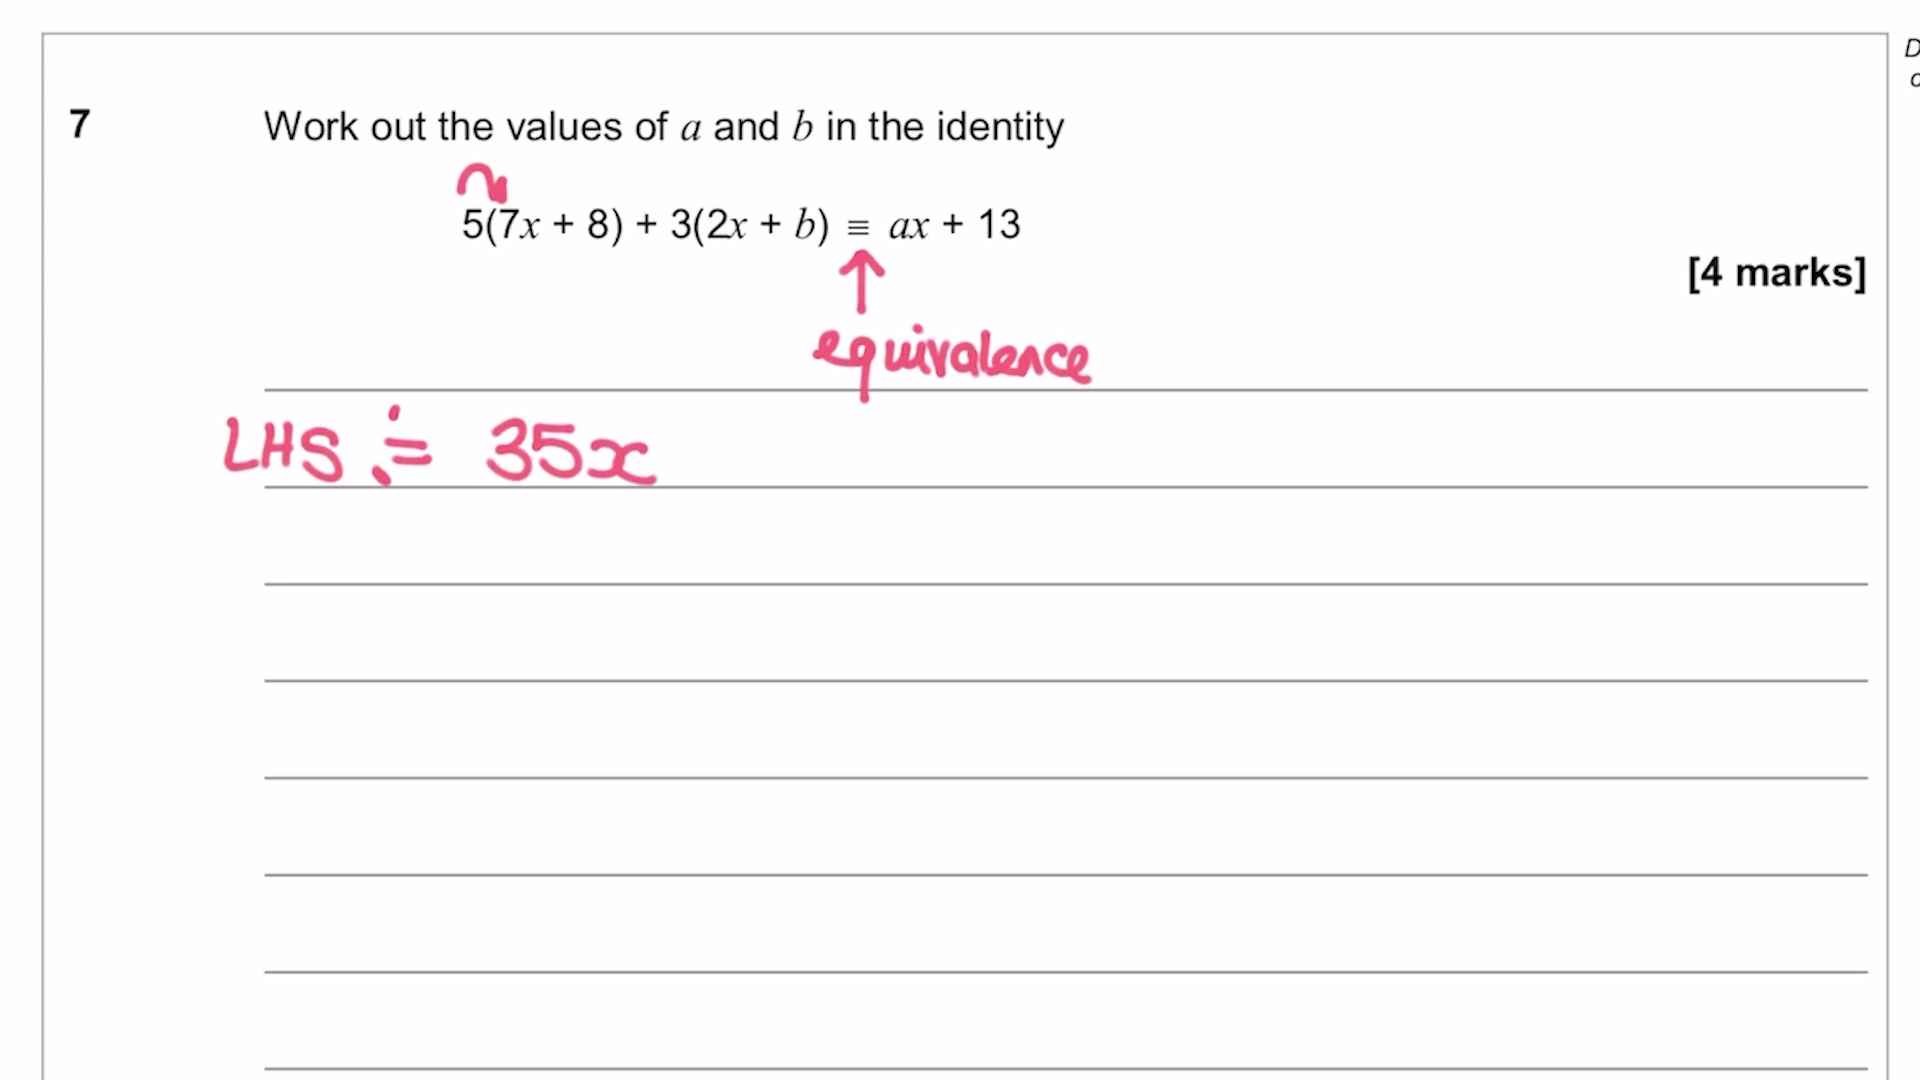 7 Work out the values of a and b in the identity
5(7x + 8) + 3(2x + b) ≡ ax + 13
[4 marks]
equivalence
LHS := 35x